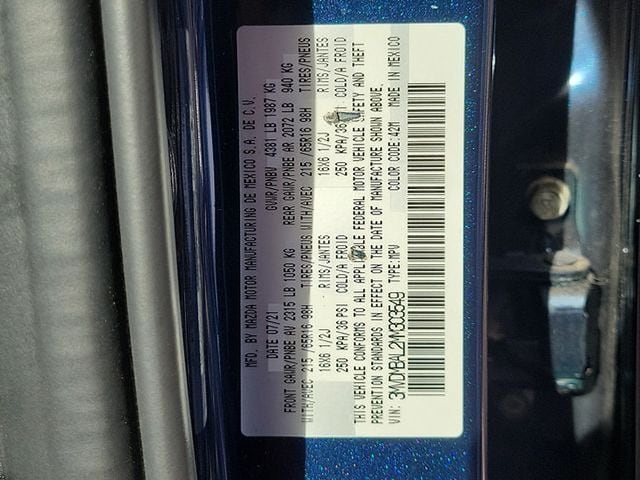 MFD. BY MAZDA MOTOR MANUFACTURING DE MEXICO S.A. DE C.V.
DATE 07/21 GVWR/PNBV 4381 LB 1987 KG
FRONT GAWR/PNBE AV 2315 LB 1050 KG REAR GAWR/PNBE AR 2072 LB 940 KG
WITH/AVEC 215/65R16 98H TIRES/PNEUS WITH/AVEC 215/65R16 98H TIRES/PNEUS
16X6 1/2J RIMS/JANTES 16X6 1/2J RIMS/JANTES
250 KPA/36 PSI COLD/A FROID 250 KPA/36 COLD/A FROID
THIS VEHICLE CONFORMS TO ALL APPLICABLE FEDERAL MOTOR VEHICLE SAFETY AND THEFT
PREVENTION STANDARDS IN EFFECT ON THE DATE OF MANUFACTURE SHOWN ABOVE.
VIN: 3MVDMBAL2NM303549 TYPE:MPV COLOR CODE:42M MADE IN MEXICO